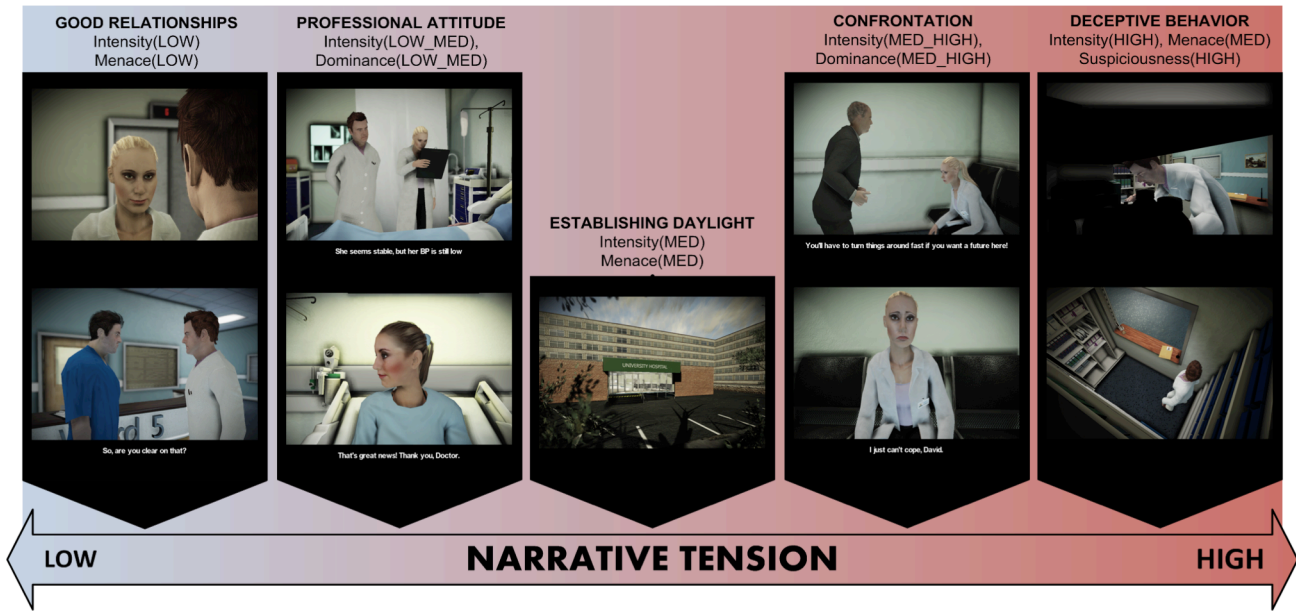 GOOD RELATIONSHIPS
Intensity(LOW)
Menace(LOW)
So, are you clear on that?
PROFESSIONAL ATTITUDE
Intensity(LOW_MED),
Dominance(LOW_MED)
She seems stable, but her BP is still low
That's great news! Thank you, Doctor.
ESTABLISHING DAYLIGHT
Intensity(MED)
Menace(MED)
UNIVERSITY HOSPITAL
CONFRONTATION
Intensity(MED_HIGH),
Dominance(MED_HIGH)
You'll have to turn things around fast if you want a future here!
I just can't cope, David.
DECEPTIVE BEHAVIOR
Intensity(HIGH), Menace(MED)
Suspiciousness(HIGH)
LOW
NARRATIVE TENSION
HIGH